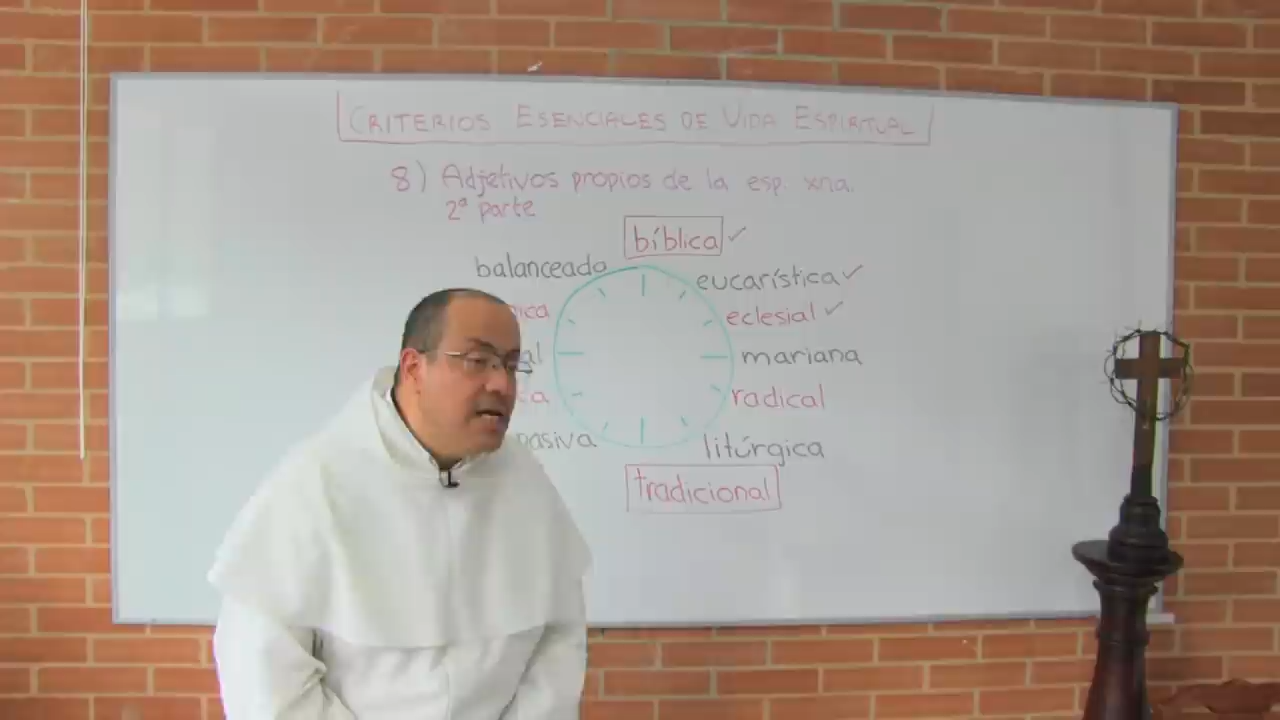 CRITERIOS ESENCIALES DE VIDA ESPIRITUAL
8) Adjetivos propios de la esp. xna.
2ª parte
bíblica ✓
balanceado
eucarística ✓
eclesial ✓
mariana
radical
litúrgica
tradicional